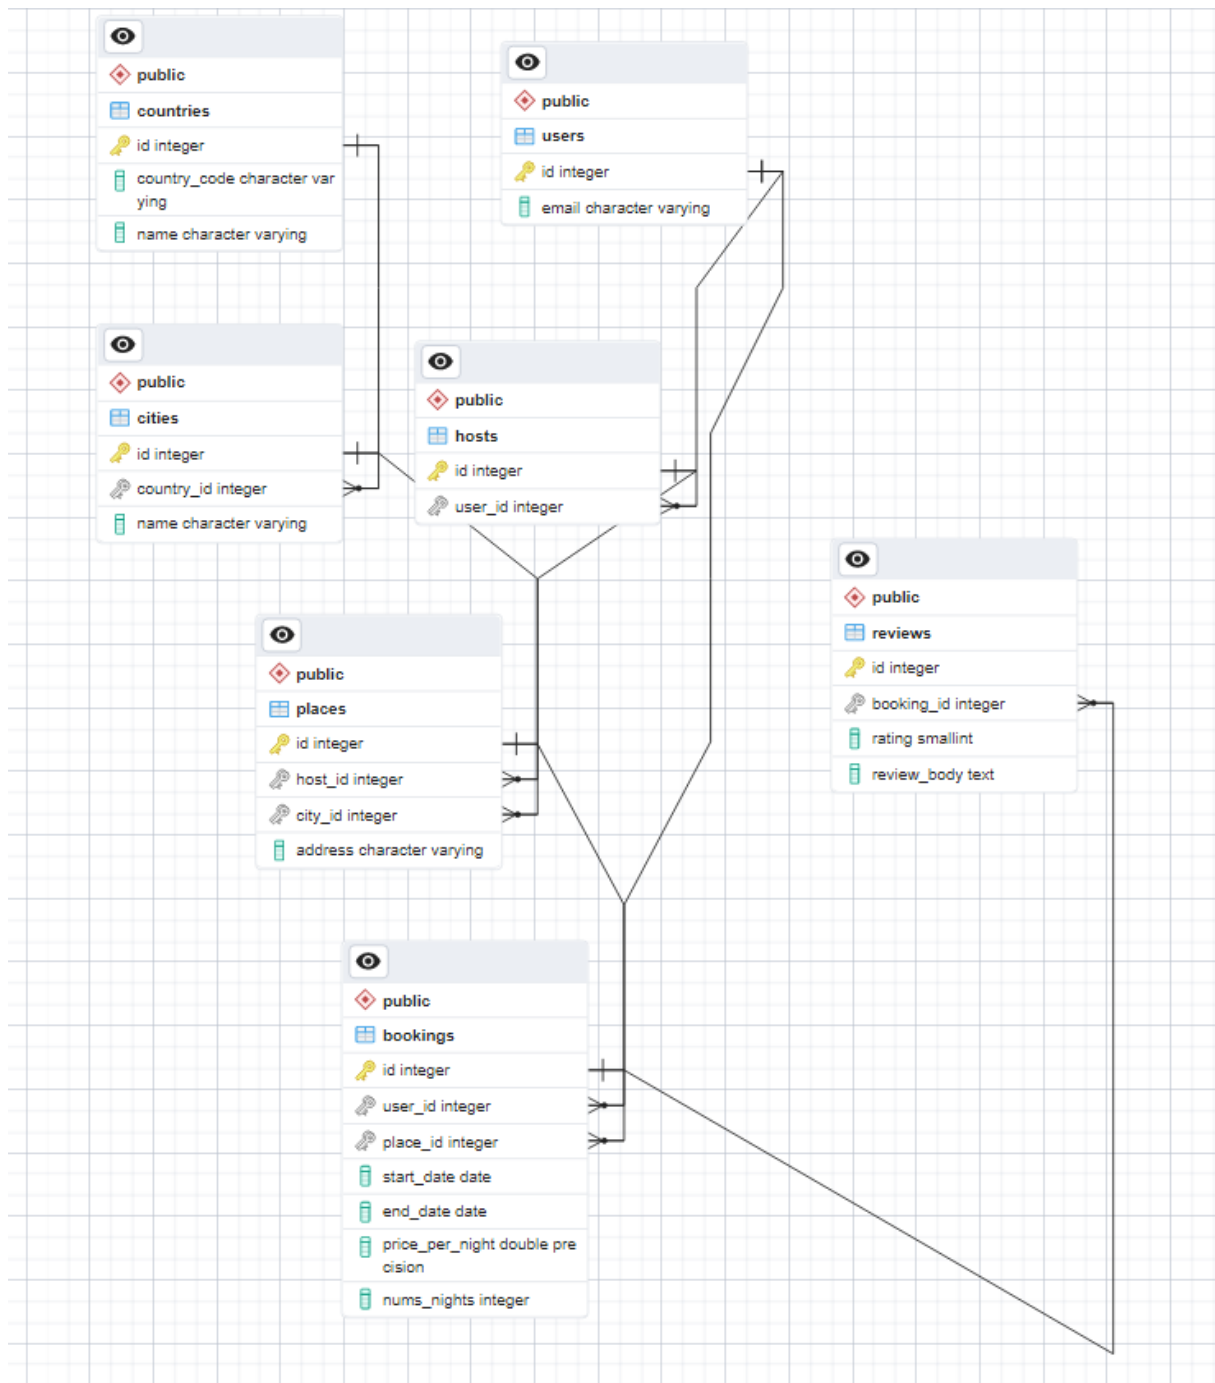 public
countries
id integer
country_code character var
ying
name character varying
public
users
id integer
email character varying
public
cities
id integer
country_id integer
name character varying
public
hosts
id integer
user_id integer
public
reviews
id integer
booking_id integer
rating smallint
review_body text
public
places
id integer
host_id integer
city_id integer
address character varying
public
bookings
id integer
user_id integer
place_id integer
start_date date
end_date date
price_per_night double pre
cision
nums_nights integer